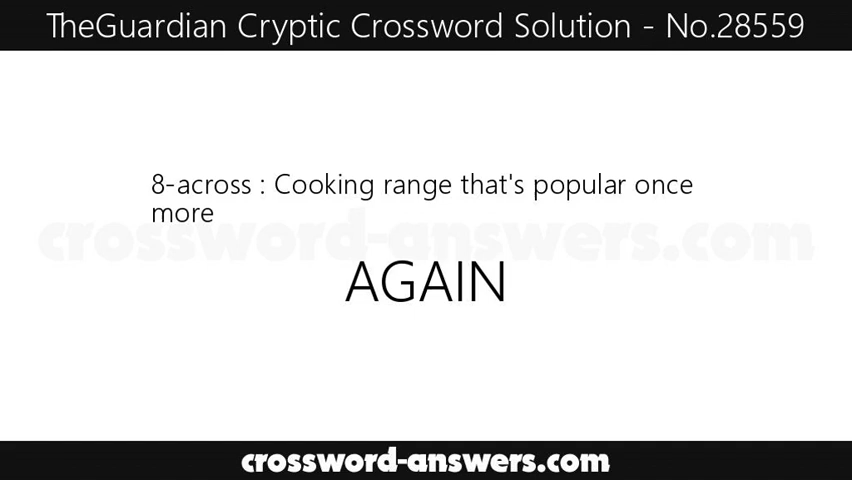 TheGuardian Cryptic Crossword Solution - No.28559
8-across : Cooking range that's popular once
more
crossword-answers.com
AGAIN
crossword-answers.com